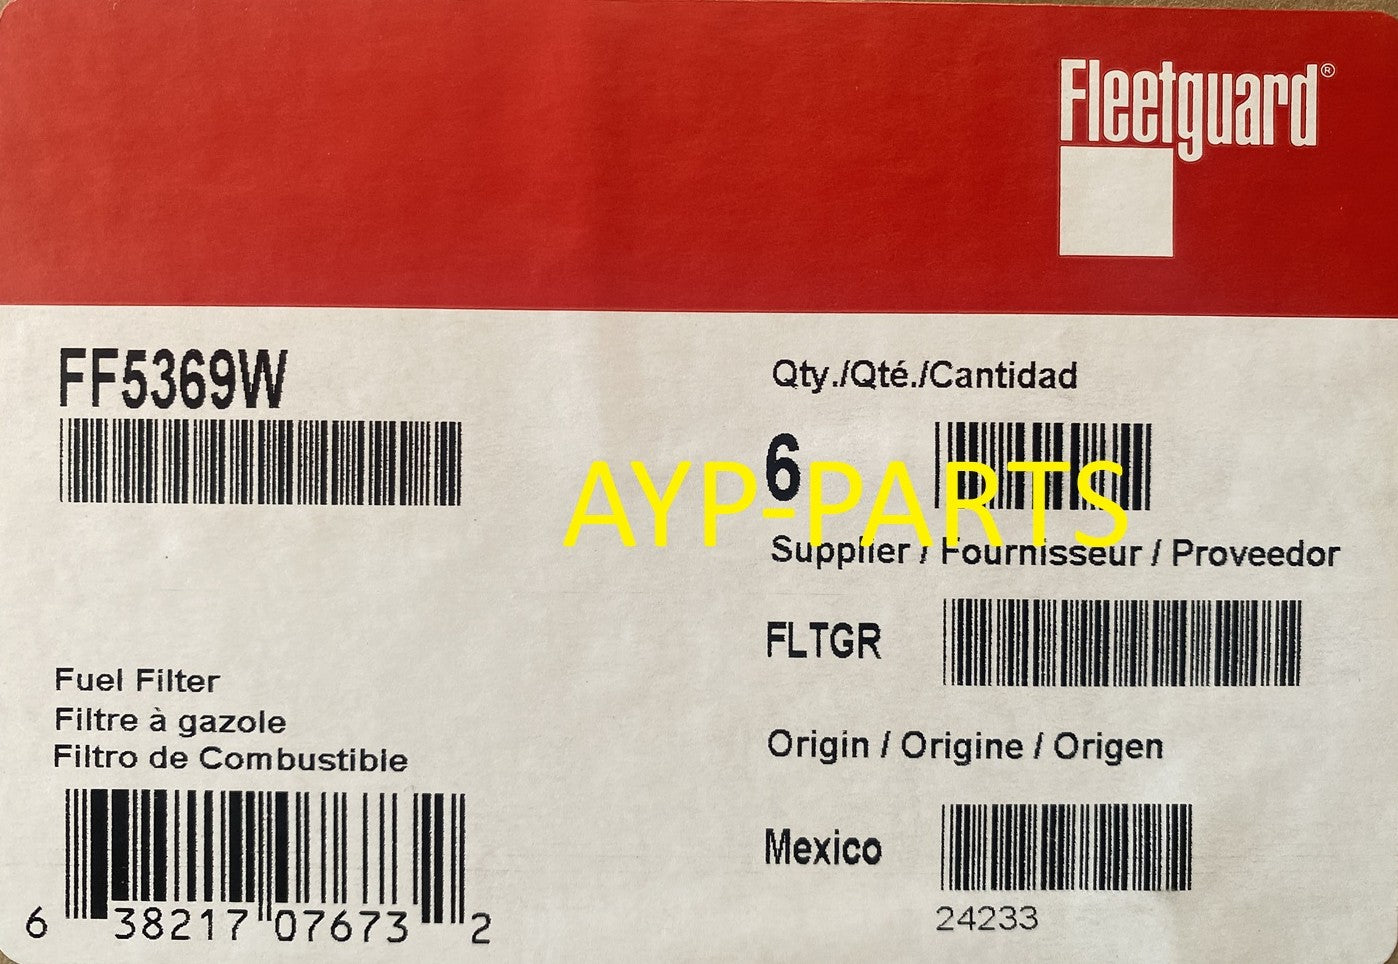 Fleetguard®
FF5369W
Qty./Qté./Cantidad
6
AYP-PARTS
Supplier / Fournisseur / Proveedor
FLTGR
Fuel Filter
Filtre à gazole
Filtro de Combustible
Origin / Origine / Origen
Mexico
24233
6 38217 07673 2